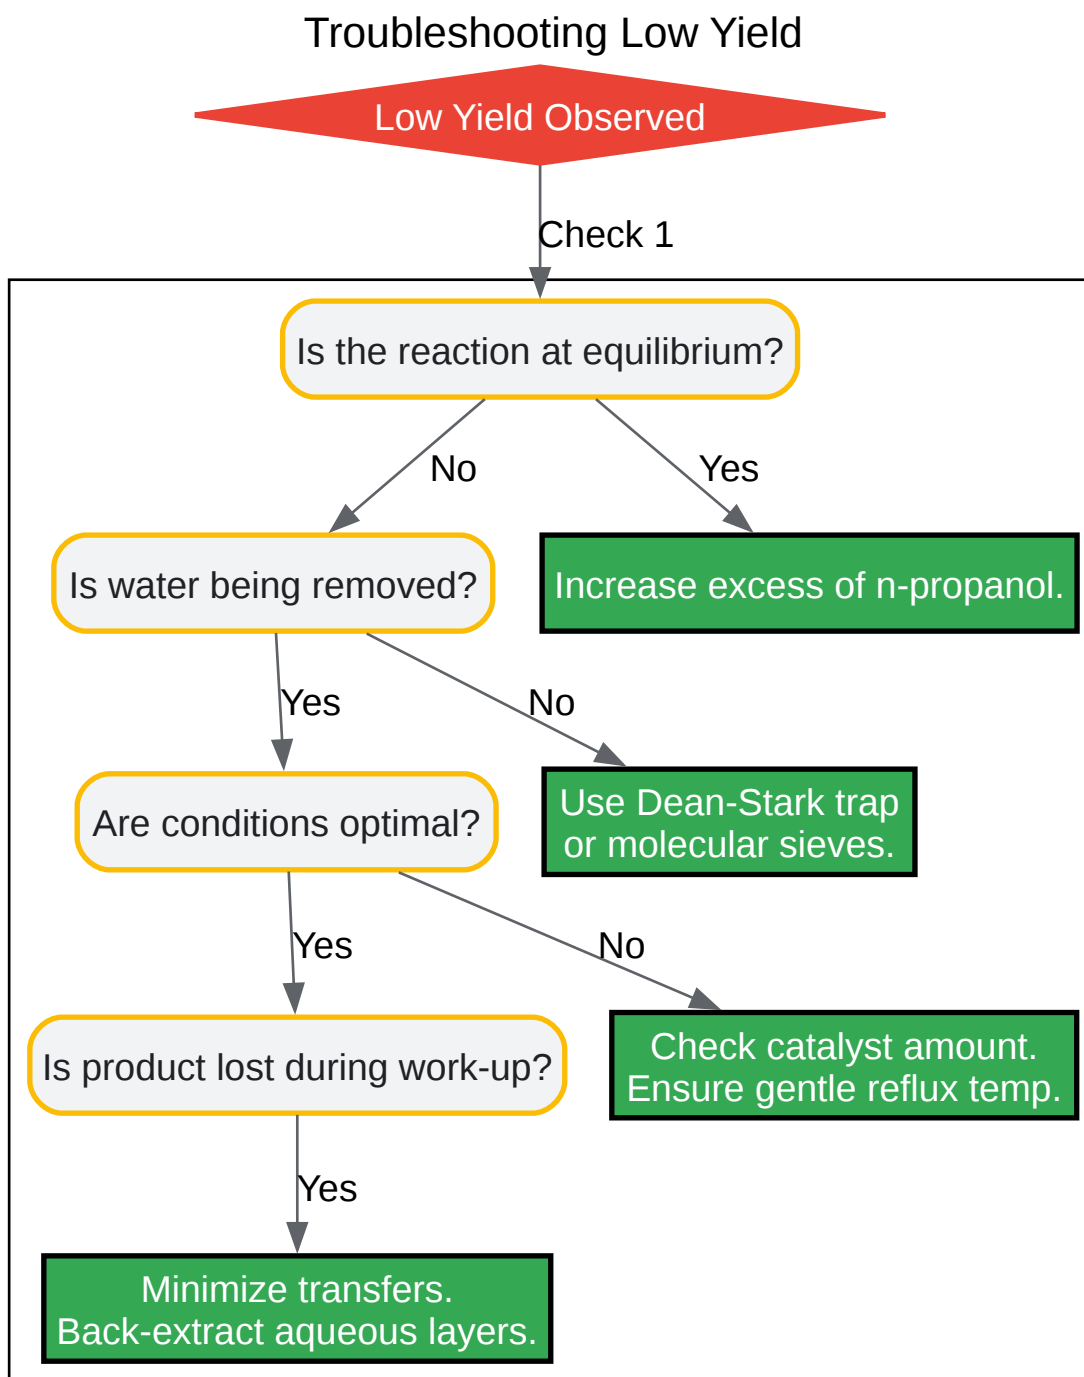 Troubleshooting Low Yield
Low Yield Observed
Check 1
Is the reaction at equilibrium?
No
Yes
Is water being removed?
Increase excess of n-propanol.
Yes
No
Use Dean-Stark trap
or molecular sieves.
Are conditions optimal?
Yes
No
Is product lost during work-up?
Check catalyst amount.
Ensure gentle reflux temp.
Yes
Minimize transfers.
Back-extract aqueous layers.